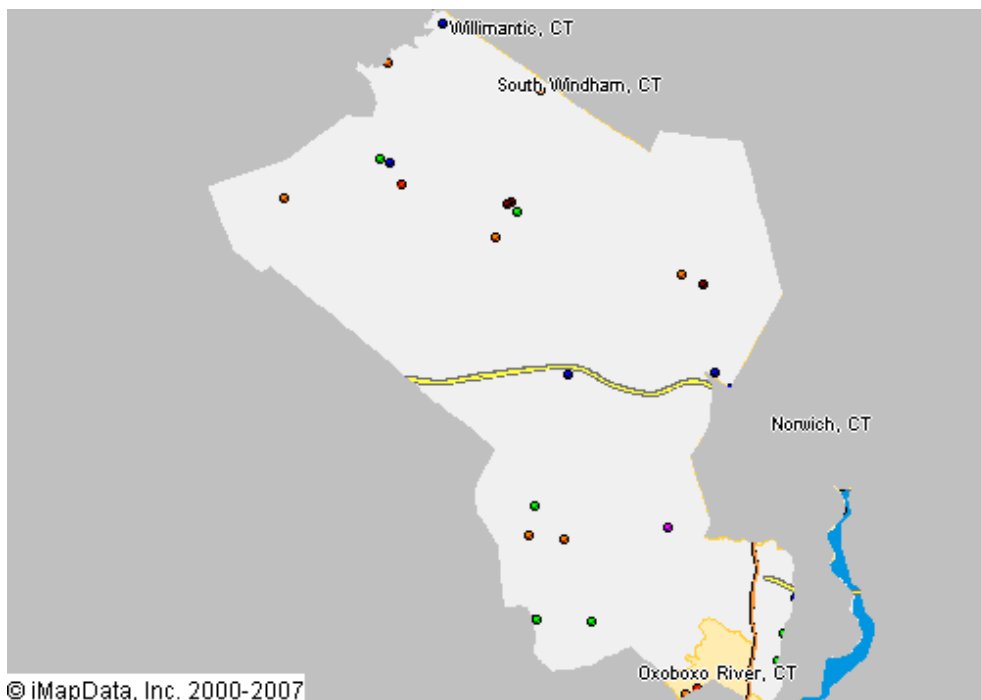 Willimantic, CT
South Windham, CT
Norwich, CT
Oxoboxo River, CT
© iMapData, Inc. 2000-2007